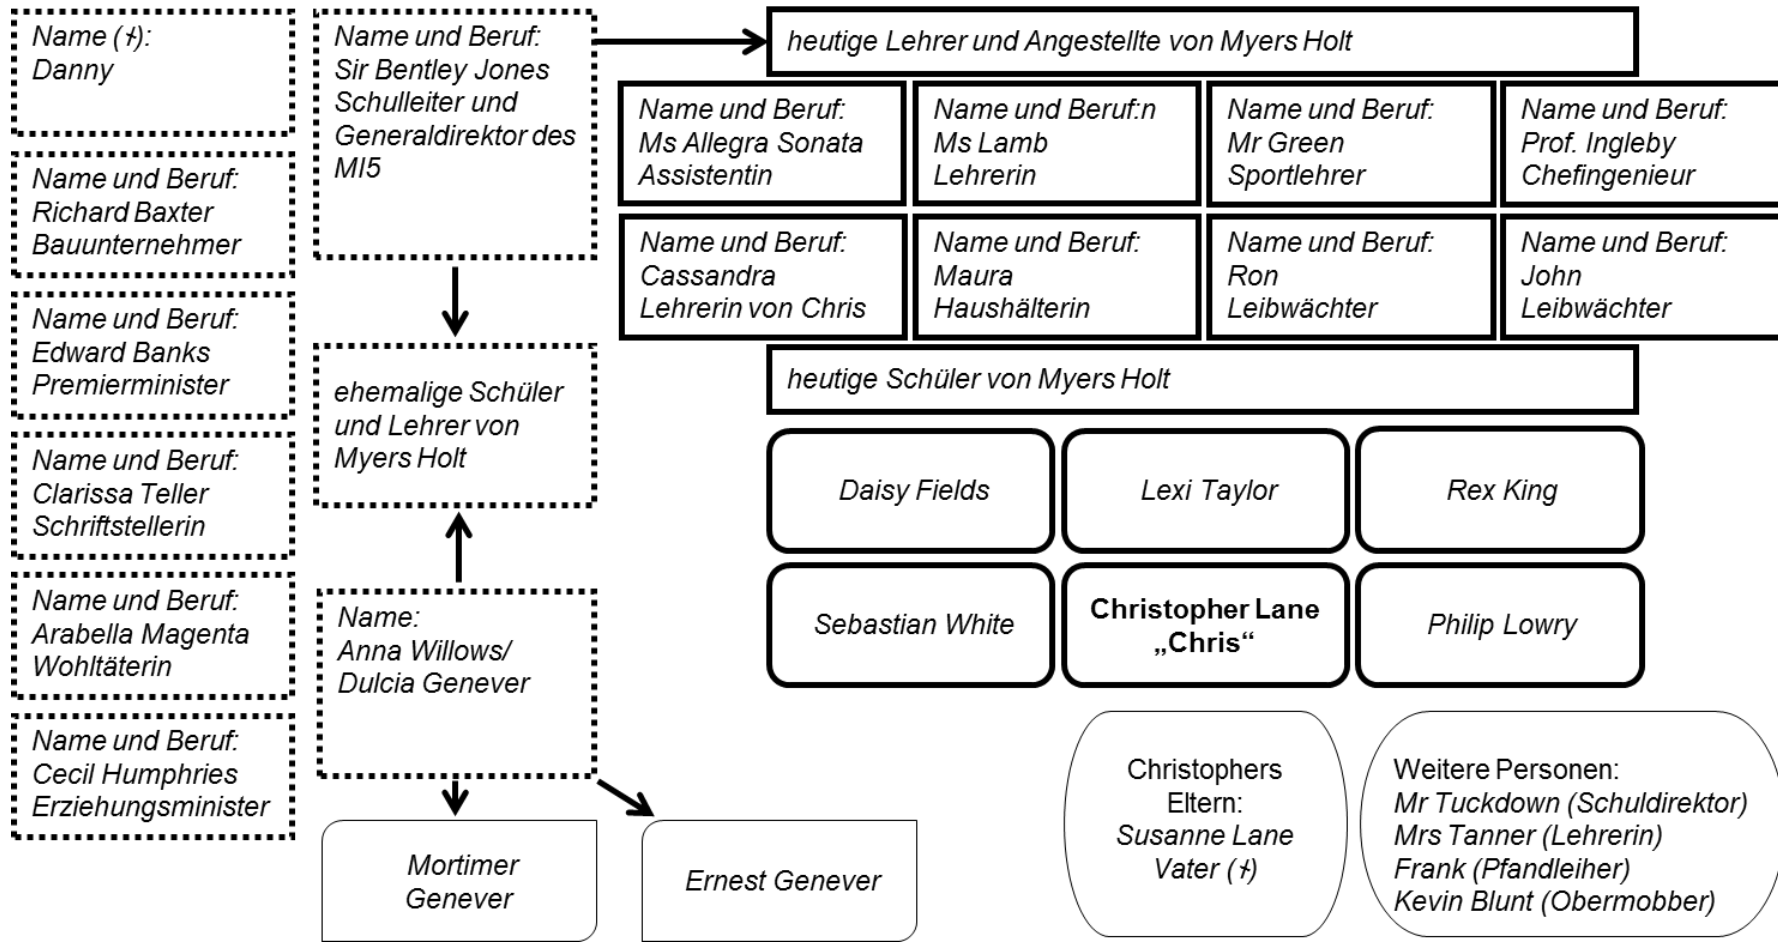 Name (†):
Danny
Name und Beruf:
Richard Baxter
Bauunternehmer
Name und Beruf:
Edward Banks
Premierminister
Name und Beruf:
Clarissa Teller
Schriftstellerin
Name und Beruf:
Arabella Magenta
Wohltäterin
Name und Beruf:
Cecil Humphries
Erziehungsminister
Name und Beruf:
Sir Bentley Jones
Schulleiter und
Generaldirektor des
MI5
ehemalige Schüler
und Lehrer von
Myers Holt
Name:
Anna Willows/
Dulcia Genever
Mortimer
Genever
Ernest Genever
heutige Lehrer und Angestellte von Myers Holt
Name und Beruf:
Ms Allegra Sonata
Assistentin
Name und Beruf:n
Ms Lamb
Lehrerin
Name und Beruf:
Mr Green
Sportlehrer
Name und Beruf:
Prof. Ingleby
Chefingenieur
Name und Beruf:
Cassandra
Lehrerin von Chris
Name und Beruf:
Maura
Haushälterin
Name und Beruf:
Ron
Leibwächter
Name und Beruf:
John
Leibwächter
heutige Schüler von Myers Holt
Daisy Fields
Lexi Taylor
Rex King
Sebastian White
Christopher Lane
„Chris“
Philip Lowry
Christophers
Eltern:
Susanne Lane
Vater (†)
Weitere Personen:
Mr Tuckdown (Schuldirektor)
Mrs Tanner (Lehrerin)
Frank (Pfandleiher)
Kevin Blunt (Obermobber)